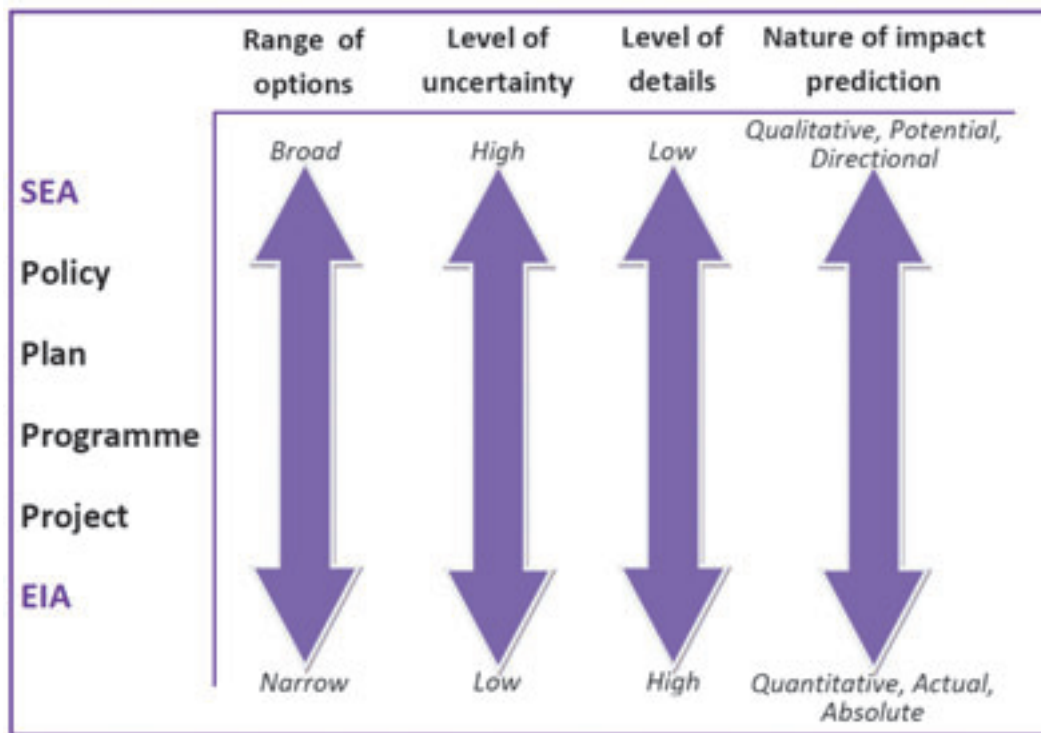 Range of Level of Level of Nature of impact
options uncertainty details prediction
Broad High Low Qualitative, Potential,
Directional
SEA
Policy
Plan
Programme
Project
EIA
Narrow Low High Quantitative, Actual,
Absolute